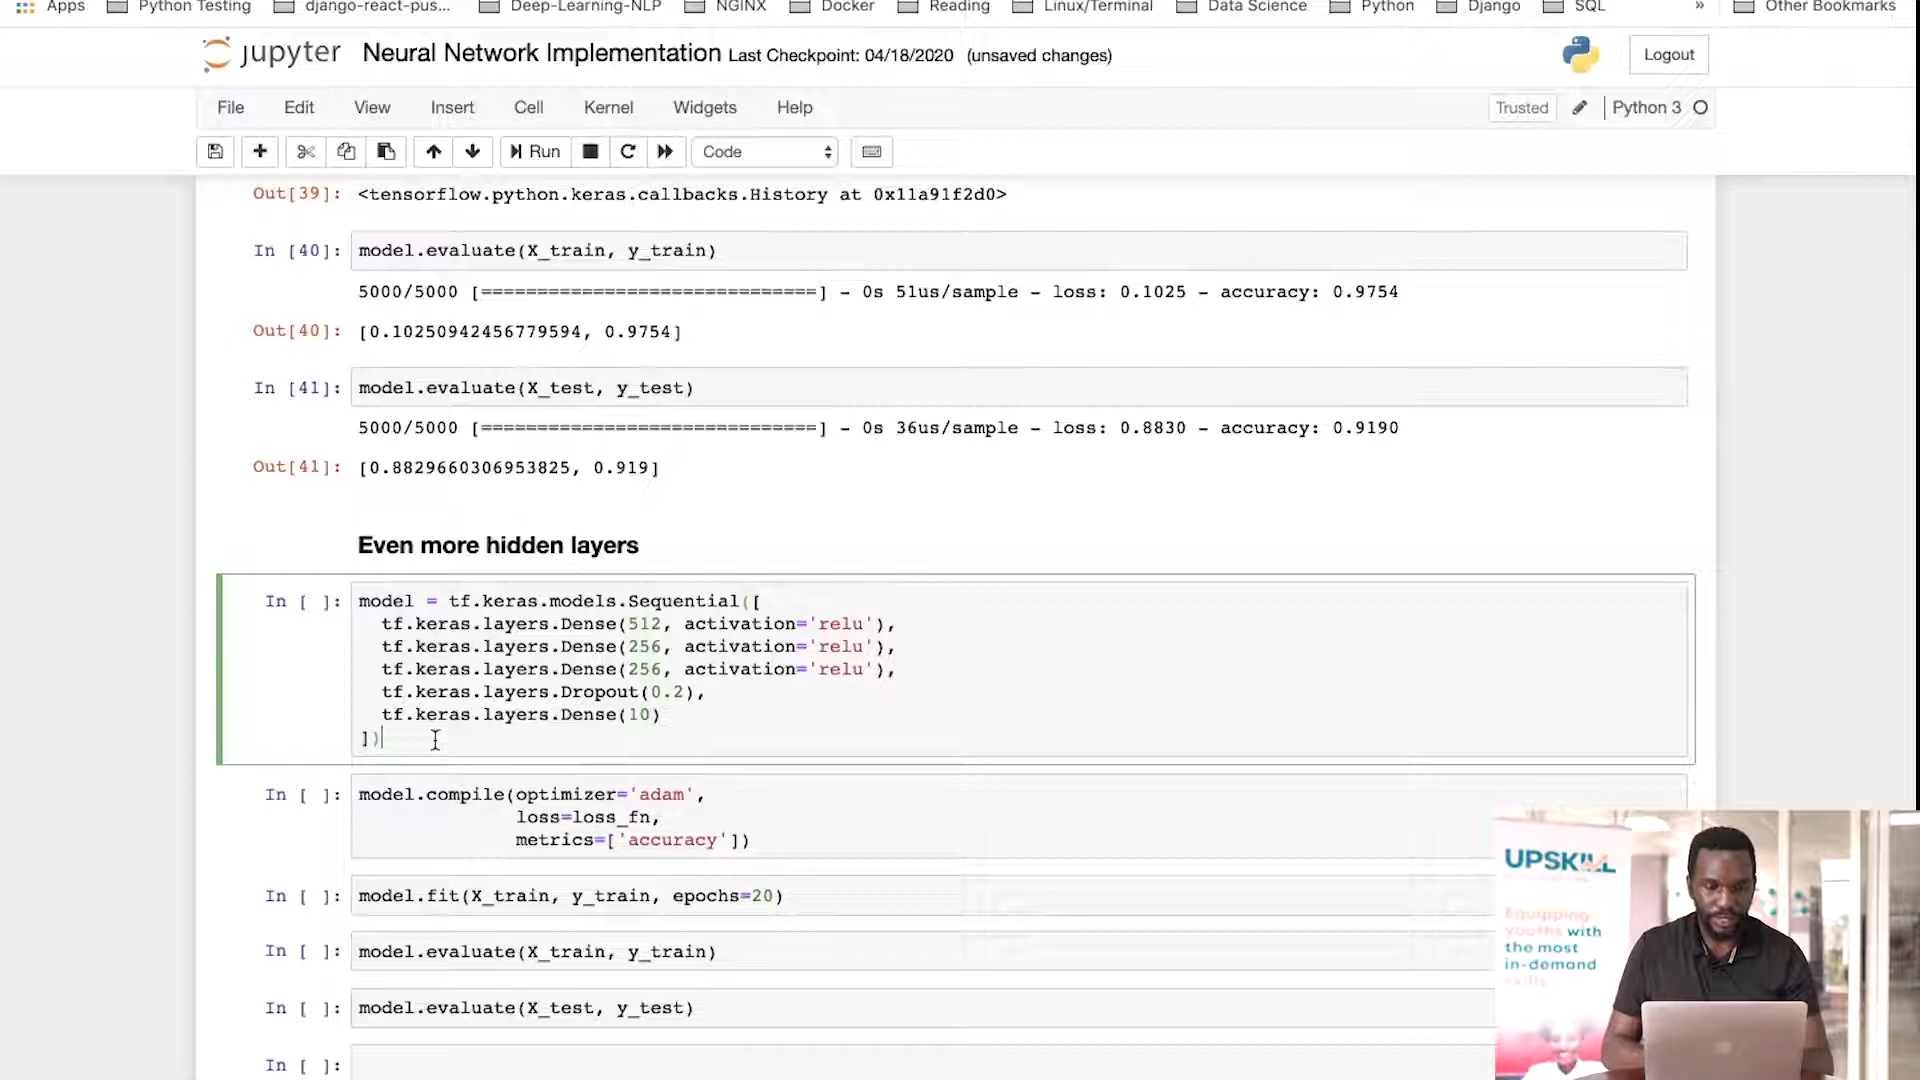 Apps Python Testing django-react-pus... Deep-Learning-NLP NGINX Docker Reading Linux/Terminal Data Science Python Django SQL » Other Bookmarks
jupyter Neural Network Implementation Last Checkpoint: 04/18/2020 (unsaved changes) Logout
File Edit View Insert Cell Kernel Widgets Help Trusted Python 3
Run Code
Out[39]: <tensorflow.python.keras.callbacks.History at 0x11a91f2d0>
In [40]: model.evaluate(X_train, y_train)
5000/5000 [==============================] - 0s 51us/sample - loss: 0.1025 - accuracy: 0.9754
Out[40]: [0.10250942456779594, 0.9754]
In [41]: model.evaluate(X_test, y_test)
5000/5000 [==============================] - 0s 36us/sample - loss: 0.8830 - accuracy: 0.9190
Out[41]: [0.8829660306953825, 0.919]
Even more hidden layers
In [ ]: model = tf.keras.models.Sequential([
tf.keras.layers.Dense(512, activation='relu'),
tf.keras.layers.Dense(256, activation='relu'),
tf.keras.layers.Dense(256, activation='relu'),
tf.keras.layers.Dropout(0.2),
tf.keras.layers.Dense(10)
])
In [ ]: model.compile(optimizer='adam',
loss=loss_fn,
metrics=['accuracy'])
In [ ]: model.fit(X_train, y_train, epochs=20)
In [ ]: model.evaluate(X_train, y_train)
In [ ]: model.evaluate(X_test, y_test)
In [ ]:
UPSKILL
Equipping
youths with
the most
in-demand
skills.